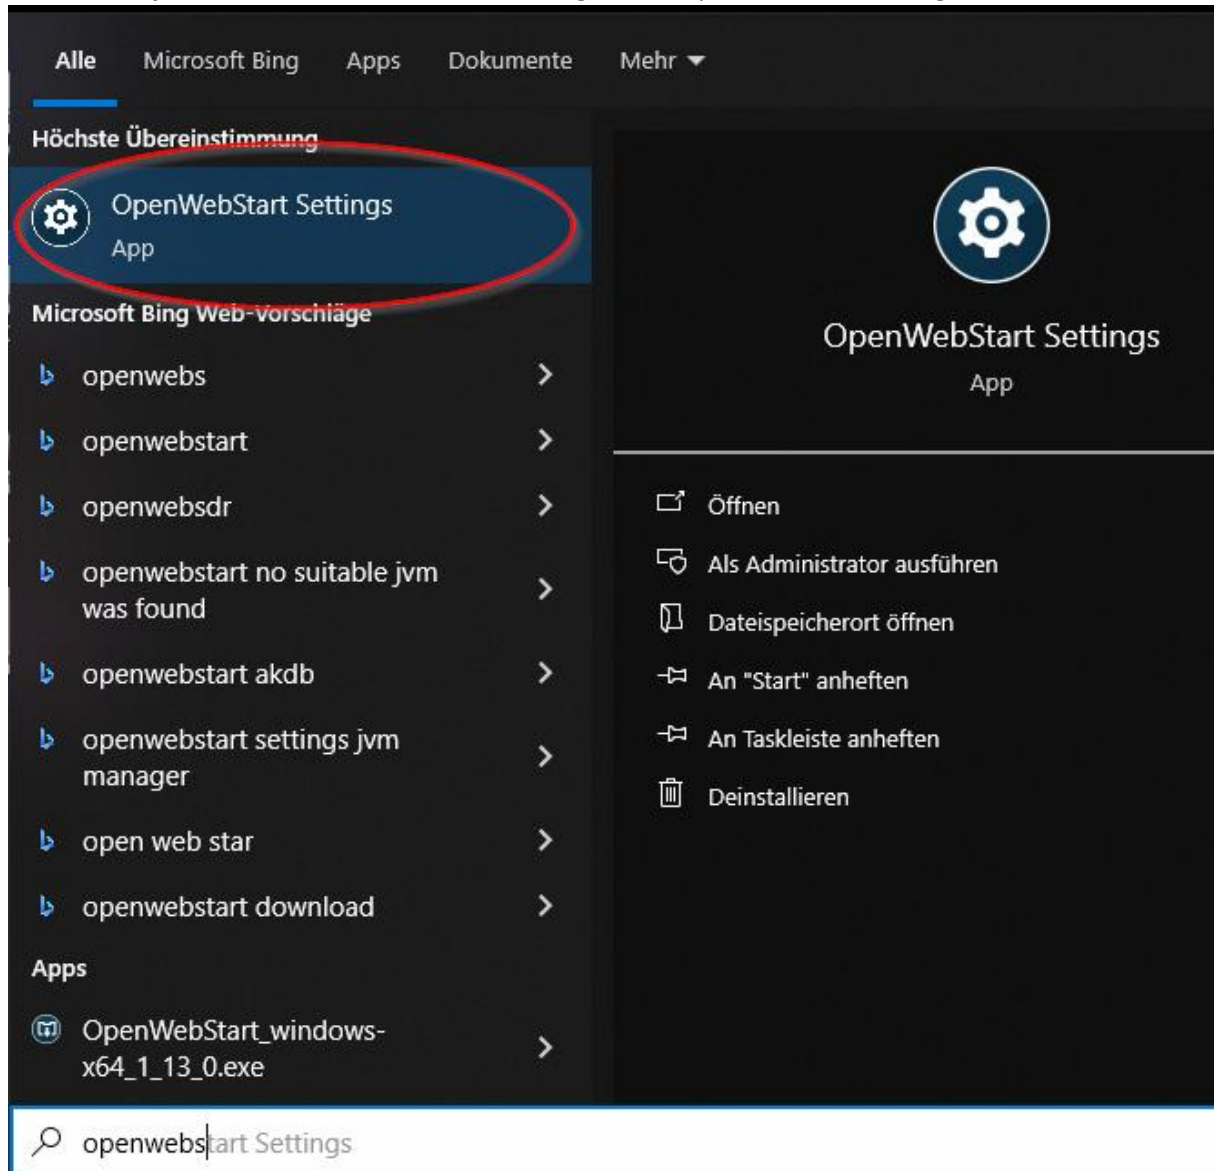 Alle Microsoft Bing Apps Dokumente Mehr
Höchste Übereinstimmung
OpenWebStart Settings
App
Microsoft Bing Web-Vorschläge
openwebs
openwebstart
openwebsdr
openwebstart no suitable jvm
was found
openwebstart akdb
openwebstart settings jvm
manager
open web star
openwebstart download
Apps
OpenWebStart_windows-
x64_1_13_0.exe
OpenWebStart Settings
App
Öffnen
Als Administrator ausführen
Dateispeicherort öffnen
An "Start" anheften
An Taskleiste anheften
Deinstallieren
openwebstart Settings